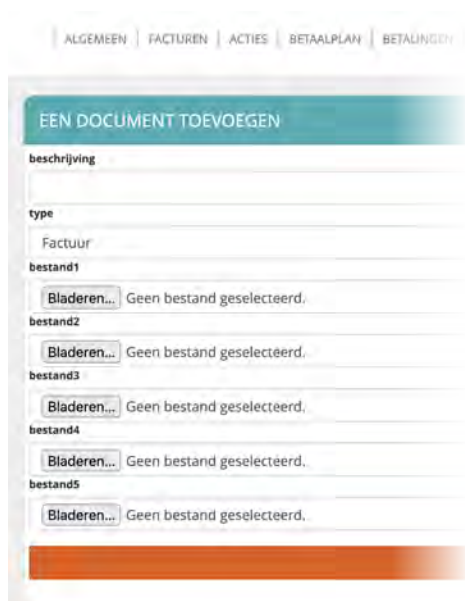 ALGEMEEN | FACTUREN | ACTIES | BETAALPLAN | BETALINGEN
EEN DOCUMENT TOEVOEGEN
beschrijving
type
Factuur
bestand1
Bladeren... Geen bestand geselecteerd.
bestand2
Bladeren... Geen bestand geselecteerd.
bestand3
Bladeren... Geen bestand geselecteerd.
bestand4
Bladeren... Geen bestand geselecteerd.
bestand5
Bladeren... Geen bestand geselecteerd.